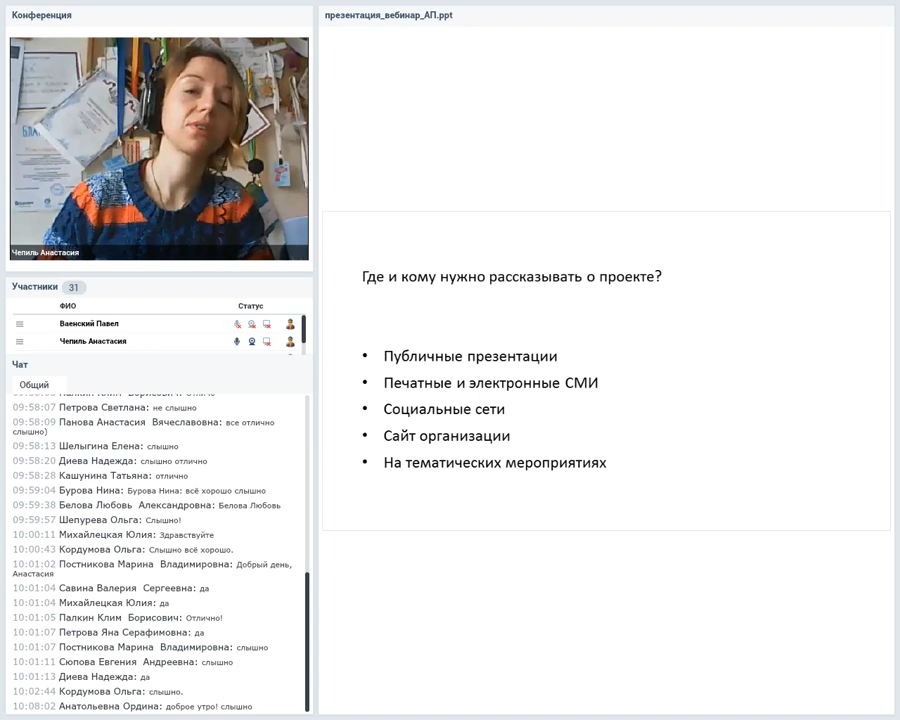 Конференция
Чепиль Анастасия
Участники 31
ФИО Статус
Ваенский Павел
Чепиль Анастасия
Чат
Общий
09:58:07 Петрова Светлана: не слышно
09:58:09 Панова Анастасия Вячеславовна: все отлично
слышно)
09:58:13 Шелыгина Елена: слышно
09:58:20 Диева Надежда: слышно отлично
09:58:28 Кашунина Татьяна: отлично
09:59:04 Бурова Нина: Бурова Нина: всё хорошо слышно
09:59:38 Белова Любовь Александровна: Белова Любовь
09:59:57 Шепурева Ольга: Слышно!
10:00:11 Михайлецкая Юлия: Здравствуйте
10:00:43 Кордумова Ольга: Слышно всё хорошо.
10:01:02 Постникова Марина Владимировна: Добрый день,
Анастасия
10:01:04 Савина Валерия Сергеевна: да
10:01:04 Михайлецкая Юлия: да
10:01:05 Палкин Клим Борисович: Отлично!
10:01:07 Петрова Яна Серафимовна: да
10:01:07 Постникова Марина Владимировна: слышно
10:01:11 Сюпова Евгения Андреевна: слышно
10:01:13 Диева Надежда: да
10:02:44 Кордумова Ольга: слышно.
10:08:02 Анатольевна Ордина: доброе утро! слышно
презентация_вебинар_АП.ppt
Где и кому нужно рассказывать о проекте?
• Публичные презентации
• Печатные и электронные СМИ
• Социальные сети
• Сайт организации
• На тематических мероприятиях